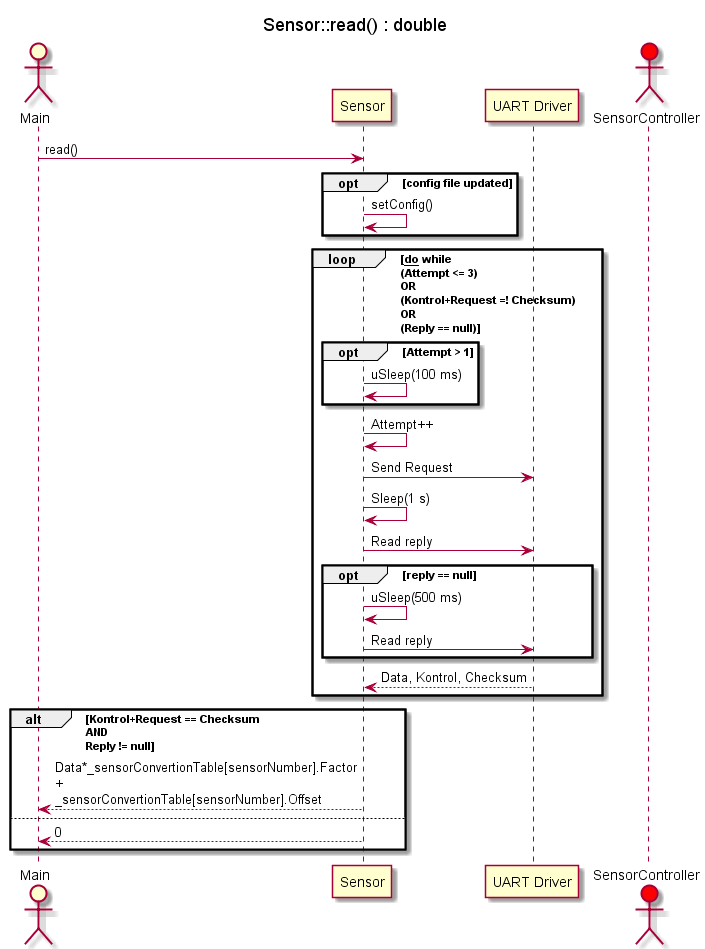 Sensor::read() : double
Main
Sensor
UART Driver
SensorController
read()
opt
[config file updated]
setConfig()
loop
[do while
(Attempt <= 3)
OR
(Kontrol+Request =! Checksum)
OR
(Reply == null)]
opt
[Attempt > 1]
uSleep(100 ms)
Attempt++
Send Request
Sleep(1 s)
Read reply
opt
[reply == null]
uSleep(500 ms)
Read reply
Data, Kontrol, Checksum
alt
[Kontrol+Request == Checksum
AND
Reply != null]
Data*_sensorConvertionTable[sensorNumber].Factor
+
_sensorConvertionTable[sensorNumber].Offset
0
Main
Sensor
UART Driver
SensorController